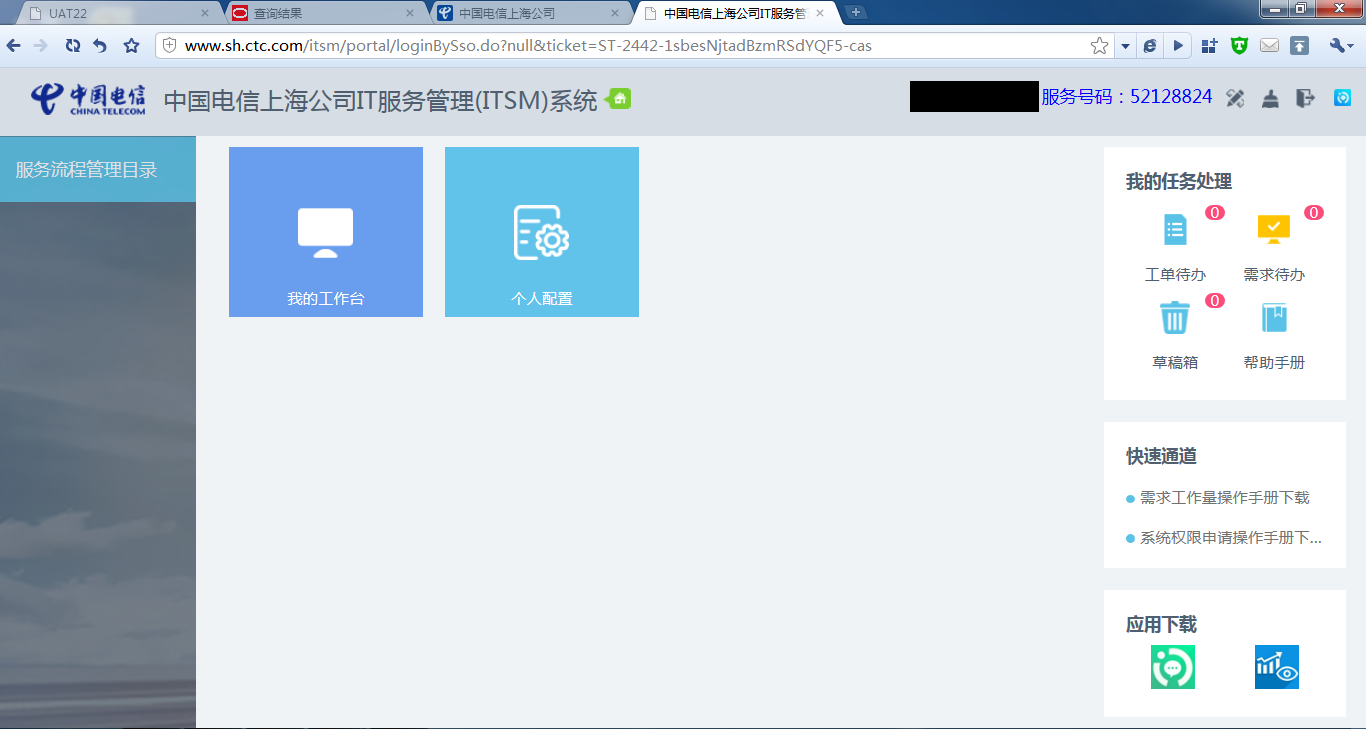 UAT22
查询结果
中国电信上海公司
中国电信上海公司IT服务管
www.sh.ctc.com/itsm/portal/loginBySso.do?null&ticket=ST-2442-1sbesNjtadBzmRSdYQF5-cas
中国电信
CHINA TELECOM
中国电信上海公司IT服务管理(ITSM)系统
服务号码：52128824
服务流程管理目录
我的工作台
个人配置
我的任务处理
0
0
工单待办
需求待办
0
草稿箱
帮助手册
快速通道
需求工作量操作手册下载
系统权限申请操作手册下...
应用下载